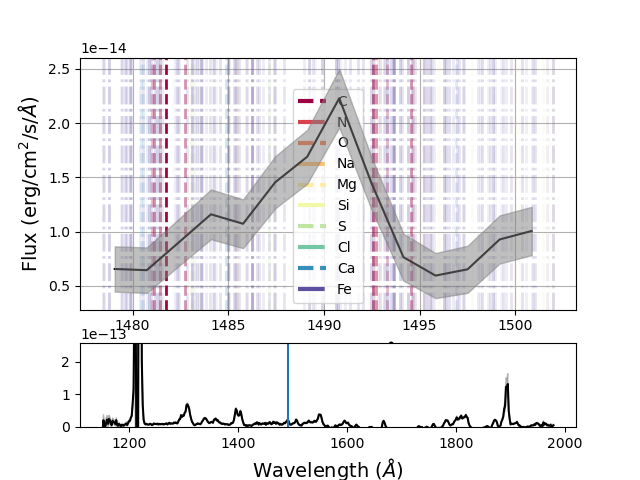 1e−14
2.5
2.0
1.5
1.0
0.5
Flux (erg/cm²/s/Å)
C
N
O
Na
Mg
Si
S
Cl
Ca
Fe
1480 1485 1490 1495 1500
1e−13
2
1
0
1200 1400 1600 1800 2000
Wavelength (Å)